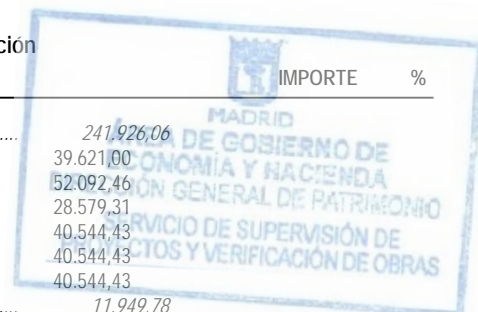 ción
IMPORTE %
MADRID
.... 241.926,06
ÁREA DE GOBIERNO DE
39.621,00
ECONOMÍA Y HACIENDA
52.092,46
DIRECCIÓN GENERAL DE PATRIMONIO
28.579,31
SERVICIO DE SUPERVISIÓN DE
40.544,43
PROYECTOS Y VERIFICACIÓN DE OBRAS
40.544,43
40.544,43
.... 11.949,78